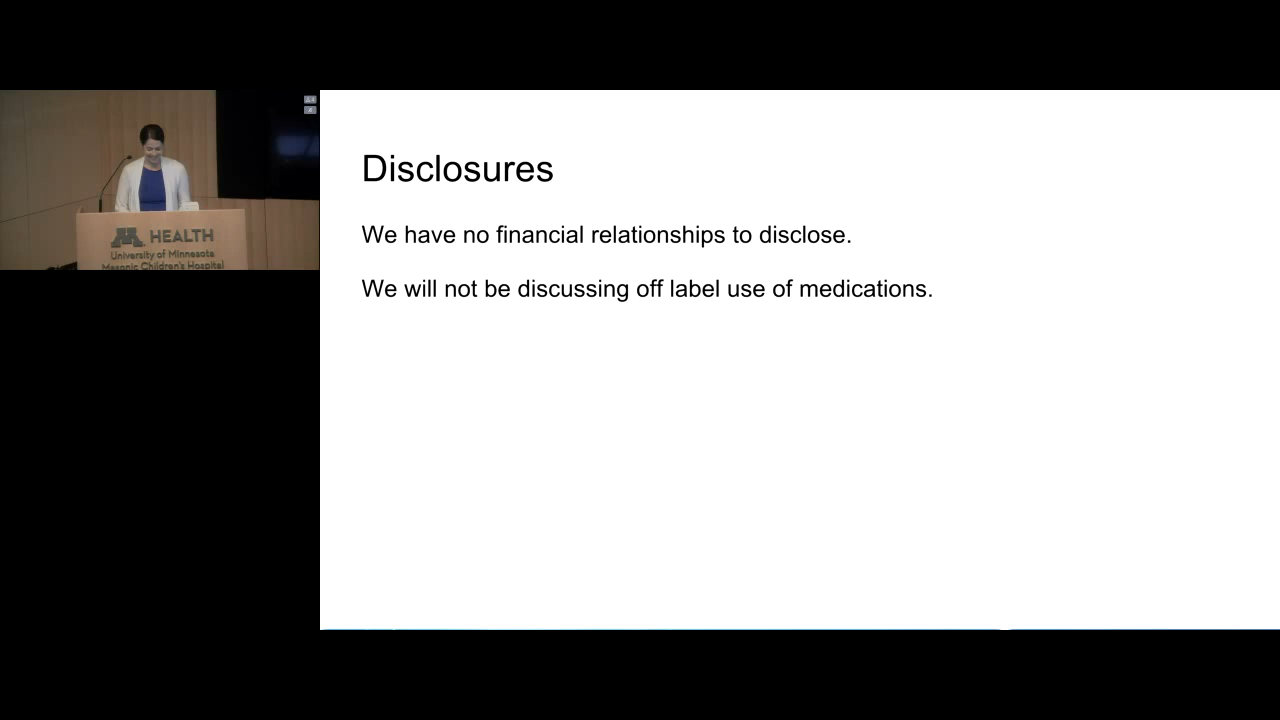 Disclosures
We have no financial relationships to disclose.
We will not be discussing off label use of medications.
M HEALTH
University of Minnesota
Masonic Children's Hospital